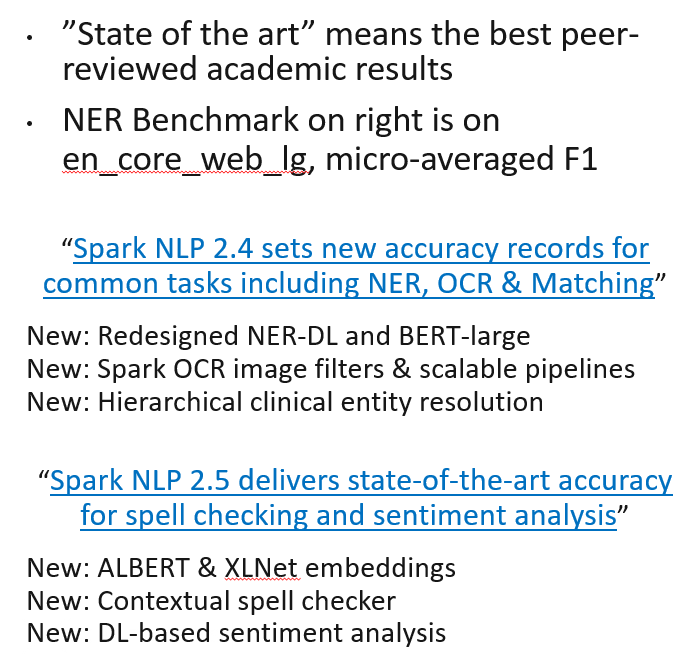 • ”State of the art” means the best peer-
reviewed academic results
• NER Benchmark on right is on
en_core_web_lg, micro-averaged F1
“Spark NLP 2.4 sets new accuracy records for
common tasks including NER, OCR & Matching”
New: Redesigned NER-DL and BERT-large
New: Spark OCR image filters & scalable pipelines
New: Hierarchical clinical entity resolution
“Spark NLP 2.5 delivers state-of-the-art accuracy
for spell checking and sentiment analysis”
New: ALBERT & XLNet embeddings
New: Contextual spell checker
New: DL-based sentiment analysis